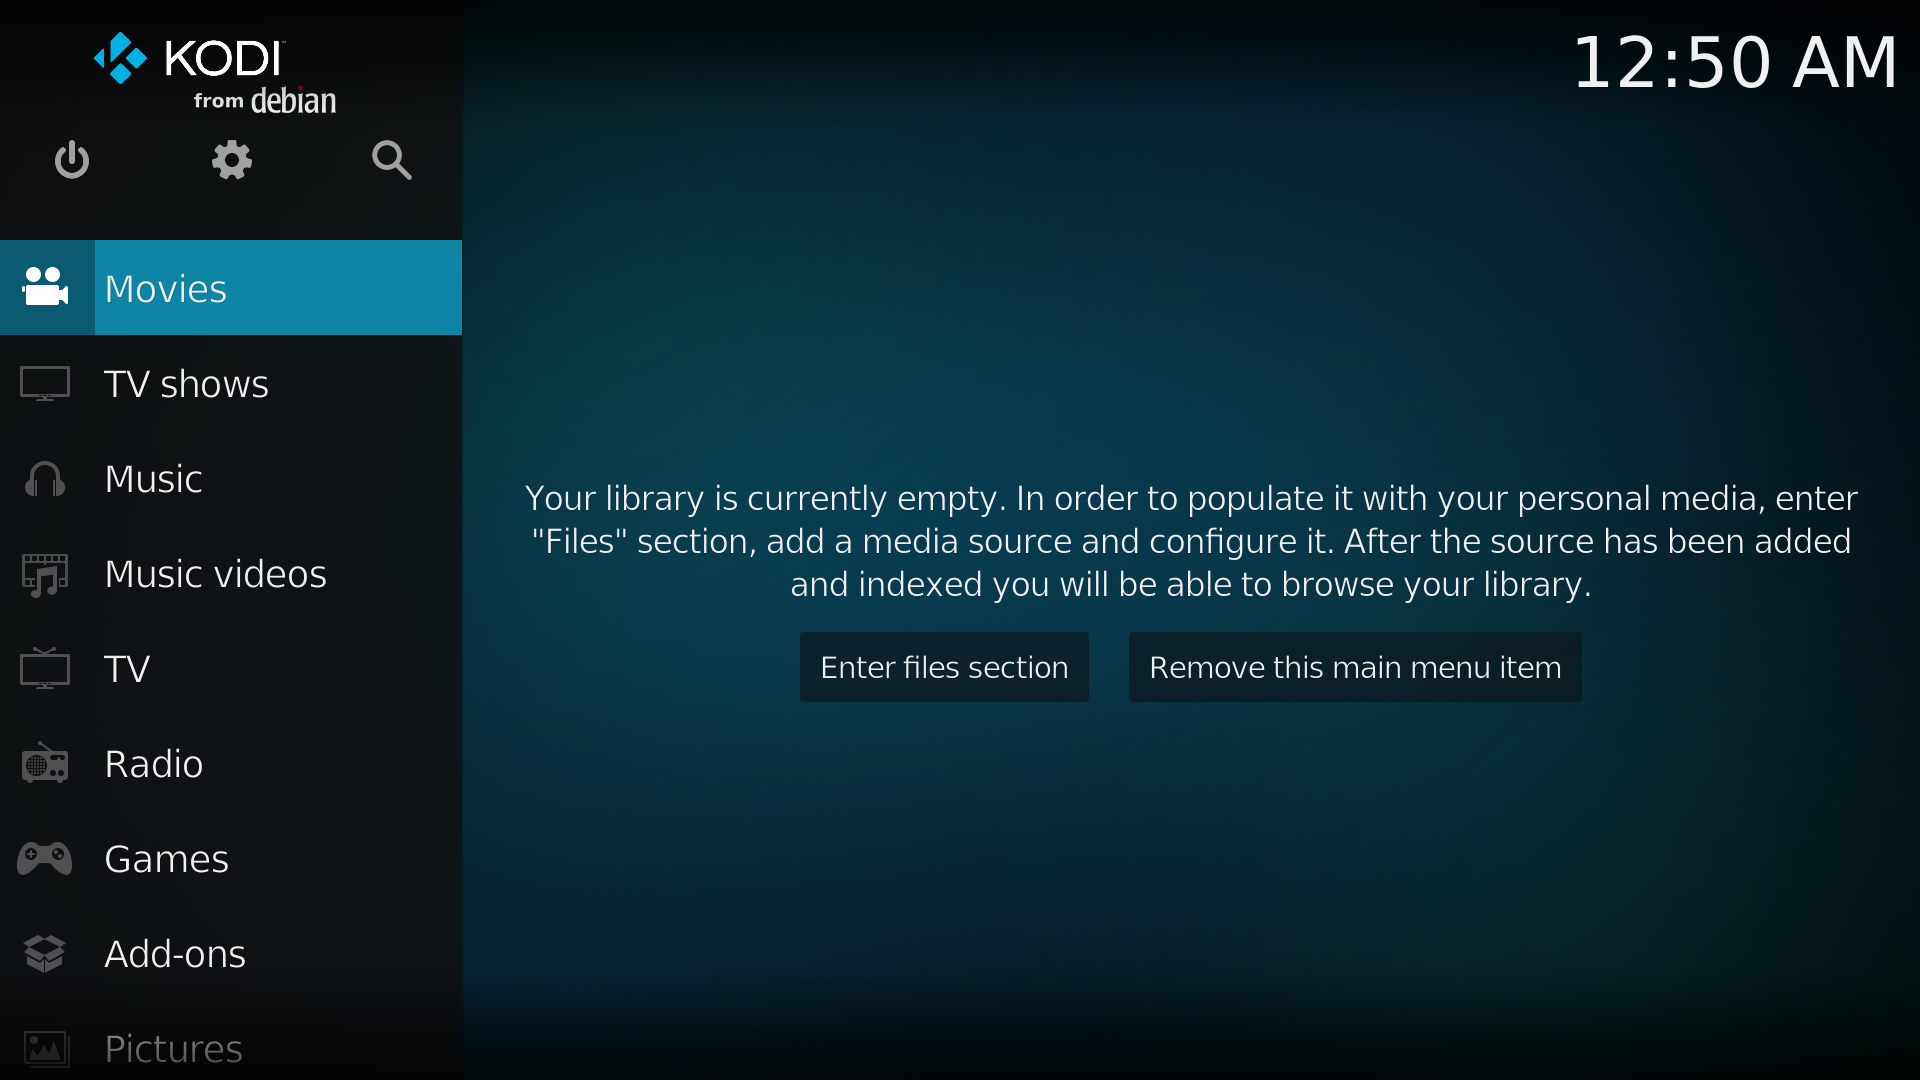 KODI
from debian
12:50 AM
Movies
TV shows
Music
Music videos
TV
Radio
Games
Add-ons
Pictures
Your library is currently empty. In order to populate it with your personal media, enter
"Files" section, add a media source and configure it. After the source has been added
and indexed you will be able to browse your library.
Enter files section
Remove this main menu item